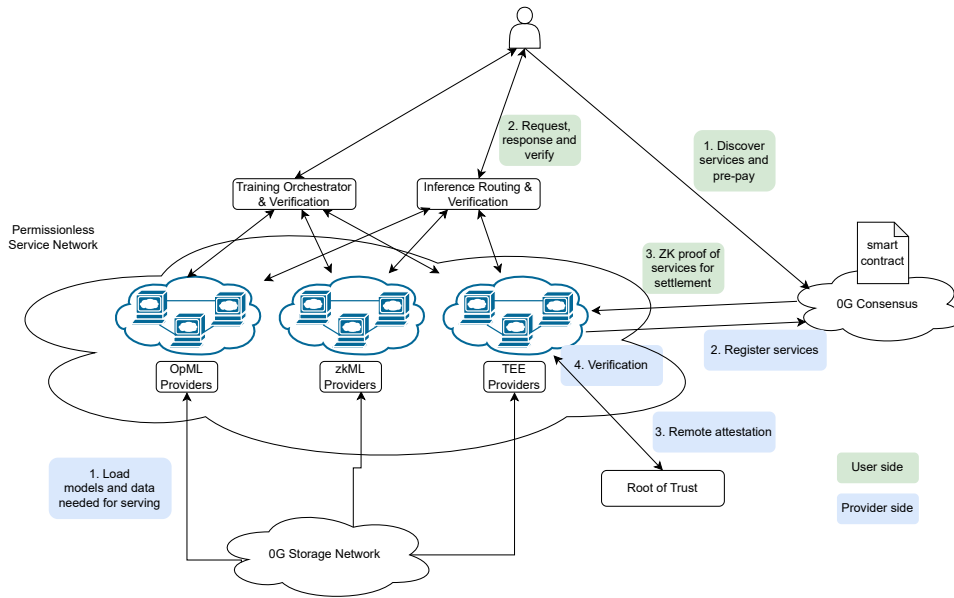 2. Request,
response and
verify
1. Discover
services and
pre-pay
Training Orchestrator
& Verification
Inference Routing &
Verification
Permissionless
Service Network
smart
contract
3. ZK proof of
services for
settlement
0G Consensus
2. Register services
OpML
Providers
zkML
Providers
TEE
Providers
4. Verification
3. Remote attestation
1. Load
models and data
needed for serving
Root of Trust
User side
Provider side
0G Storage Network